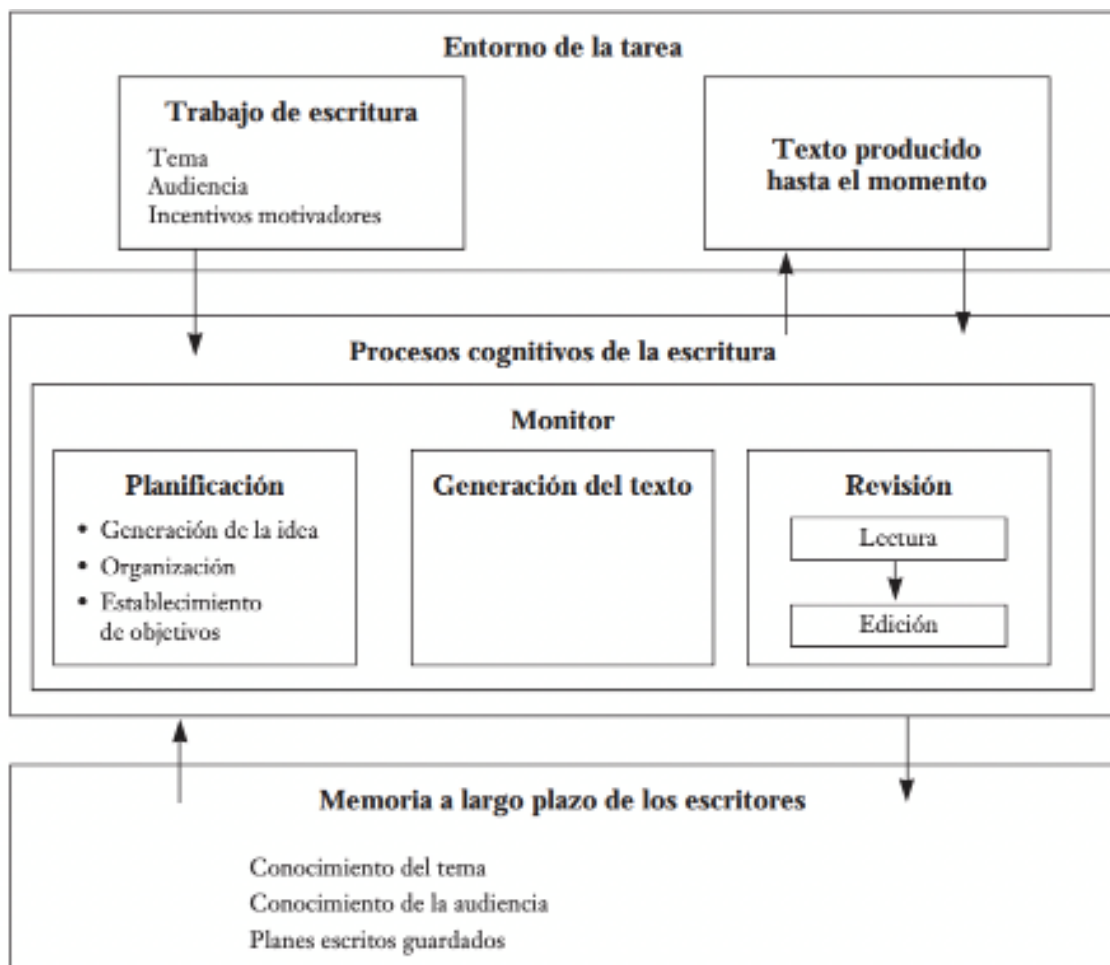 Entorno de la tarea
Trabajo de escritura
Tema
Audiencia
Incentivos motivadores
Texto producido
hasta el momento
Procesos cognitivos de la escritura
Monitor
Planificación
• Generación de la idea
• Organización
• Establecimiento
de objetivos
Generación del texto
Revisión
Lectura
Edición
Memoria a largo plazo de los escritores
Conocimiento del tema
Conocimiento de la audiencia
Planes escritos guardados